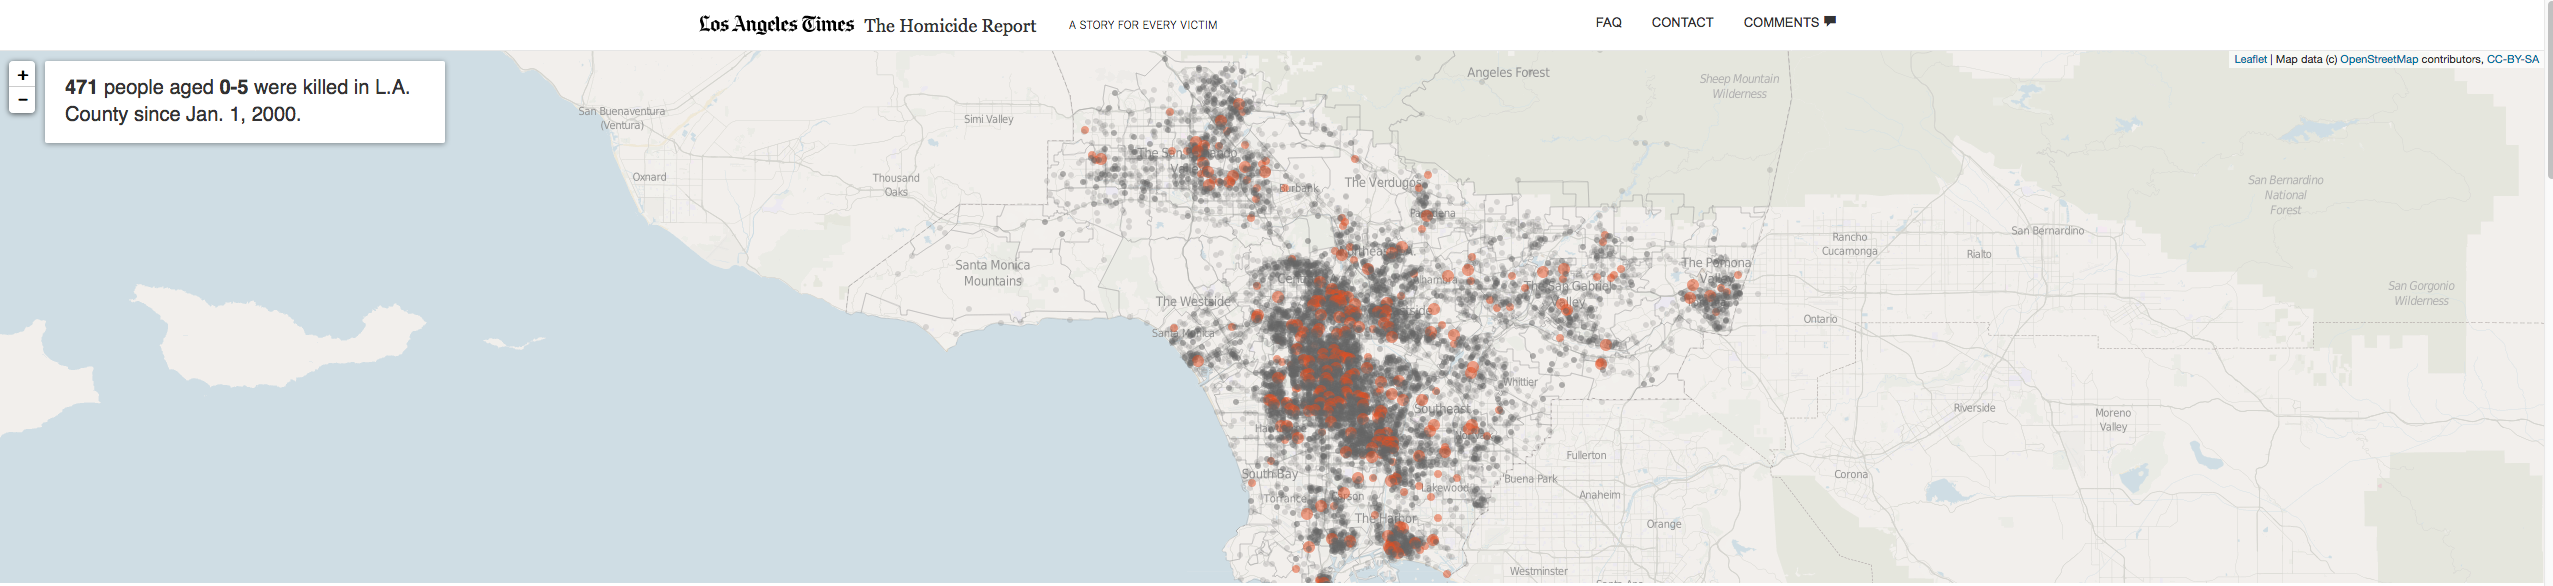 Los Angeles Times The Homicide Report A STORY FOR EVERY VICTIM FAQ CONTACT COMMENTS
Leaflet | Map data (c) OpenStreetMap contributors, CC-BY-SA
+
−
471 people aged 0-5 were killed in L.A.
County since Jan. 1, 2000.
Angeles Forest
Sheep Mountain
Wilderness
San Buenaventura
(Ventura)
Simi Valley
Oxnard
Thousand
Oaks
The Verdugos
Burbank
Pasadena
San Bernardino
National
Forest
Rancho
Cucamonga
San Bernardino
Rialto
Santa Monica
Mountains
The Pomona
Valley
The San Gabriel
Valley
San Gorgonio
Wilderness
The Westside
Santa Monica
Ontario
Whittier
Southeast
Riverside
Moreno
Valley
Fullerton
South Bay
Buena Park
Corona
Lakewood
Anaheim
Torrance
The Harbor
Orange
Westminster